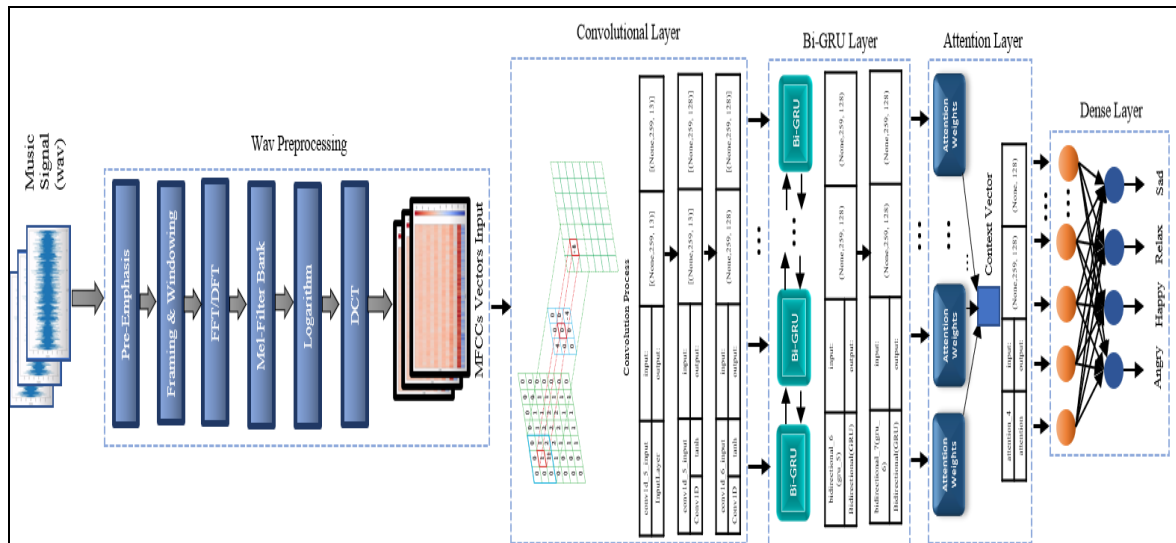 Music
Signal
(wav)
Wav Preprocessing
Pre-Emphasis
Framing & Windowing
FFT/DFT
Mel-Filter Bank
Logarithm
DCT
MFCCs Vectors Input
Convolutional Layer
Convolution Process
conv1d_5_input
InputLayer
input:
output:
[(None,259, 13)]
[(None,259, 13)]
conv1d_5_input
Conv1D
tanh
input:
output:
[(None,259, 13)]
[(None,259, 128)]
conv1d_6_input
Conv1D
tanh
input:
output:
(None,259, 128)]
[(None,259, 128)]
Bi-GRU Layer
Bi-GRU
Bi-GRU
Bi-GRU
bidirectional_6
(gru_5)
Bidirectional(GRU)
input:
output:
(None,259, 128)
(None,259, 128)
bidirectional_7(gru_
6)
Bidirectional(GRU)
input:
output:
(None,259, 128)
(None,259, 128)
Attention Layer
Attention
Weights
Attention
Weights
Attention
Weights
Context Vector
attention_4
attention
input:
output:
(None,259, 128)
(None, 128)
Dense Layer
Angry
Happy
Relax
Sad